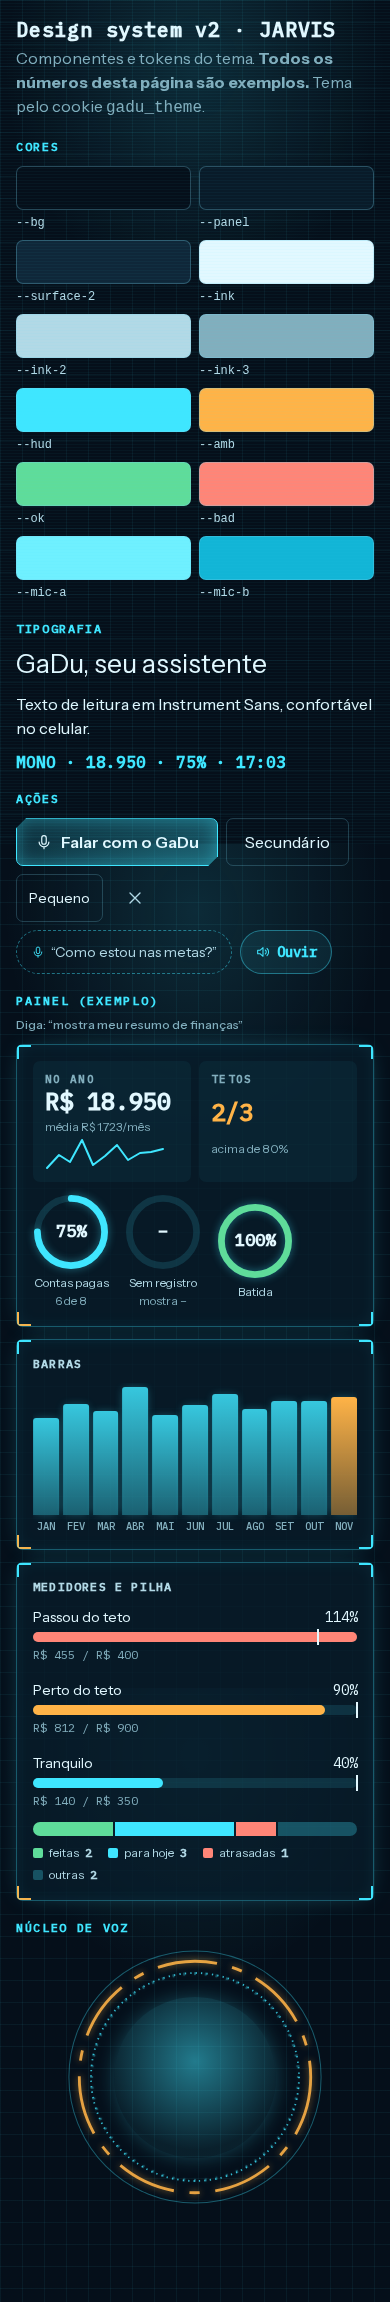 Design system v2 · JARVIS
Componentes e tokens do tema. Todos os
números desta página são exemplos. Tema
pelo cookie gadu_theme.
CORES
--bg
--panel
--surface-2
--ink
--ink-2
--ink-3
--hud
--amb
--ok
--bad
--mic-a
--mic-b
TIPOGRAFIA
GaDu, seu assistente
Texto de leitura em Instrument Sans, confortável
no celular.
MONO · 18.950 · 75% · 17:03
AÇÕES
Falar com o GaDu
Secundário
Pequeno
“Como estou nas metas?”
Ouvir
PAINEL (EXEMPLO)
Diga: “mostra meu resumo de finanças”
NO ANO
R$ 18.950
média R$ 1.723/mês
TETOS
2/3
acima de 80%
75%
Contas pagas
6 de 8
–
Sem registro
mostra –
100%
Batida
BARRAS
JAN FEV MAR ABR MAI JUN JUL AGO SET OUT NOV
MEDIDORES E PILHA
Passou do teto 114%
R$ 455 / R$ 400
Perto do teto 90%
R$ 812 / R$ 900
Tranquilo 40%
R$ 140 / R$ 350
feitas 2 para hoje 3 atrasadas 1
outras 2
NÚCLEO DE VOZ